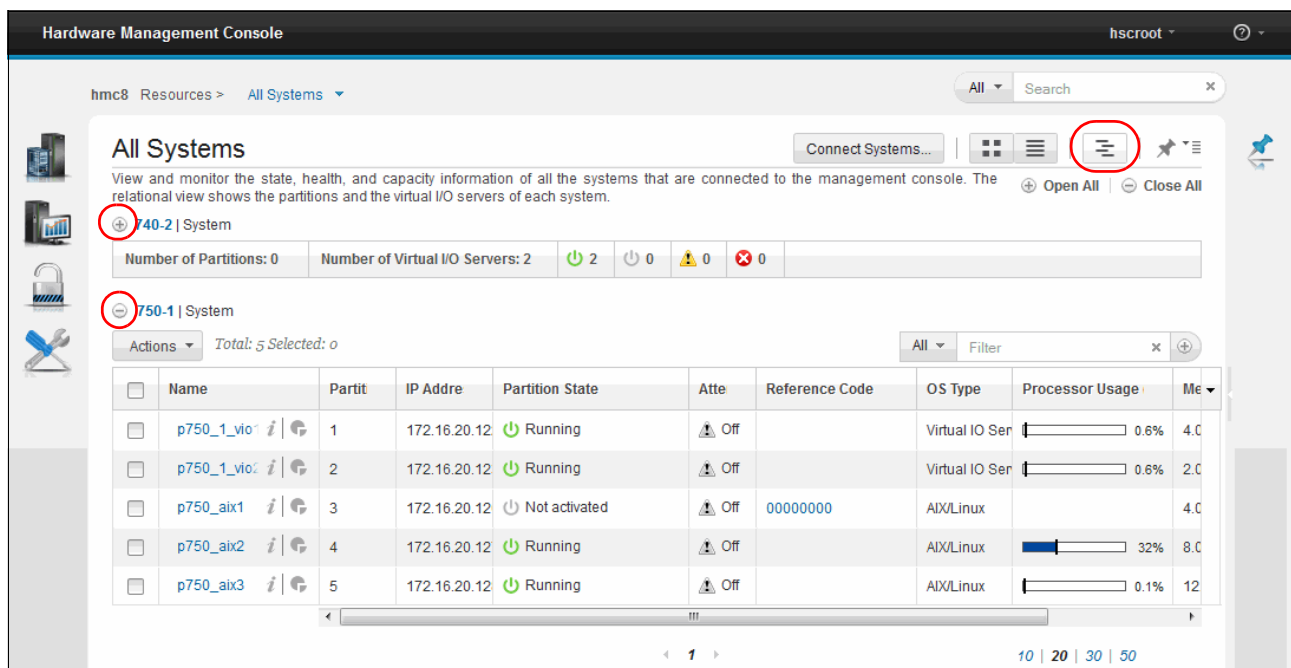 Hardware Management Console hscroot
hmc8 Resources > All Systems All Search
All Systems Connect Systems...
View and monitor the state, health, and capacity information of all the systems that are connected to the management console. The
relational view shows the partitions and the virtual I/O servers of each system.
Open All | Close All
740-2 | System
Number of Partitions: 0 Number of Virtual I/O Servers: 2 2 0 0 0
750-1 | System
Actions Total: 5 Selected: 0 All Filter
Name Partiti IP Addre Partition State Atte Reference Code OS Type Processor Usage Me
p750_1_vio1 i 1 172.16.20.12 Running Off Virtual IO Ser 0.6% 4.0
p750_1_vio2 i 2 172.16.20.12 Running Off Virtual IO Ser 0.6% 2.0
p750_aix1 i 3 172.16.20.12 Not activated Off 00000000 AIX/Linux 4.0
p750_aix2 i 4 172.16.20.12 Running Off AIX/Linux 32% 8.0
p750_aix3 i 5 172.16.20.12 Running Off AIX/Linux 0.1% 12
1 10 | 20 | 30 | 50